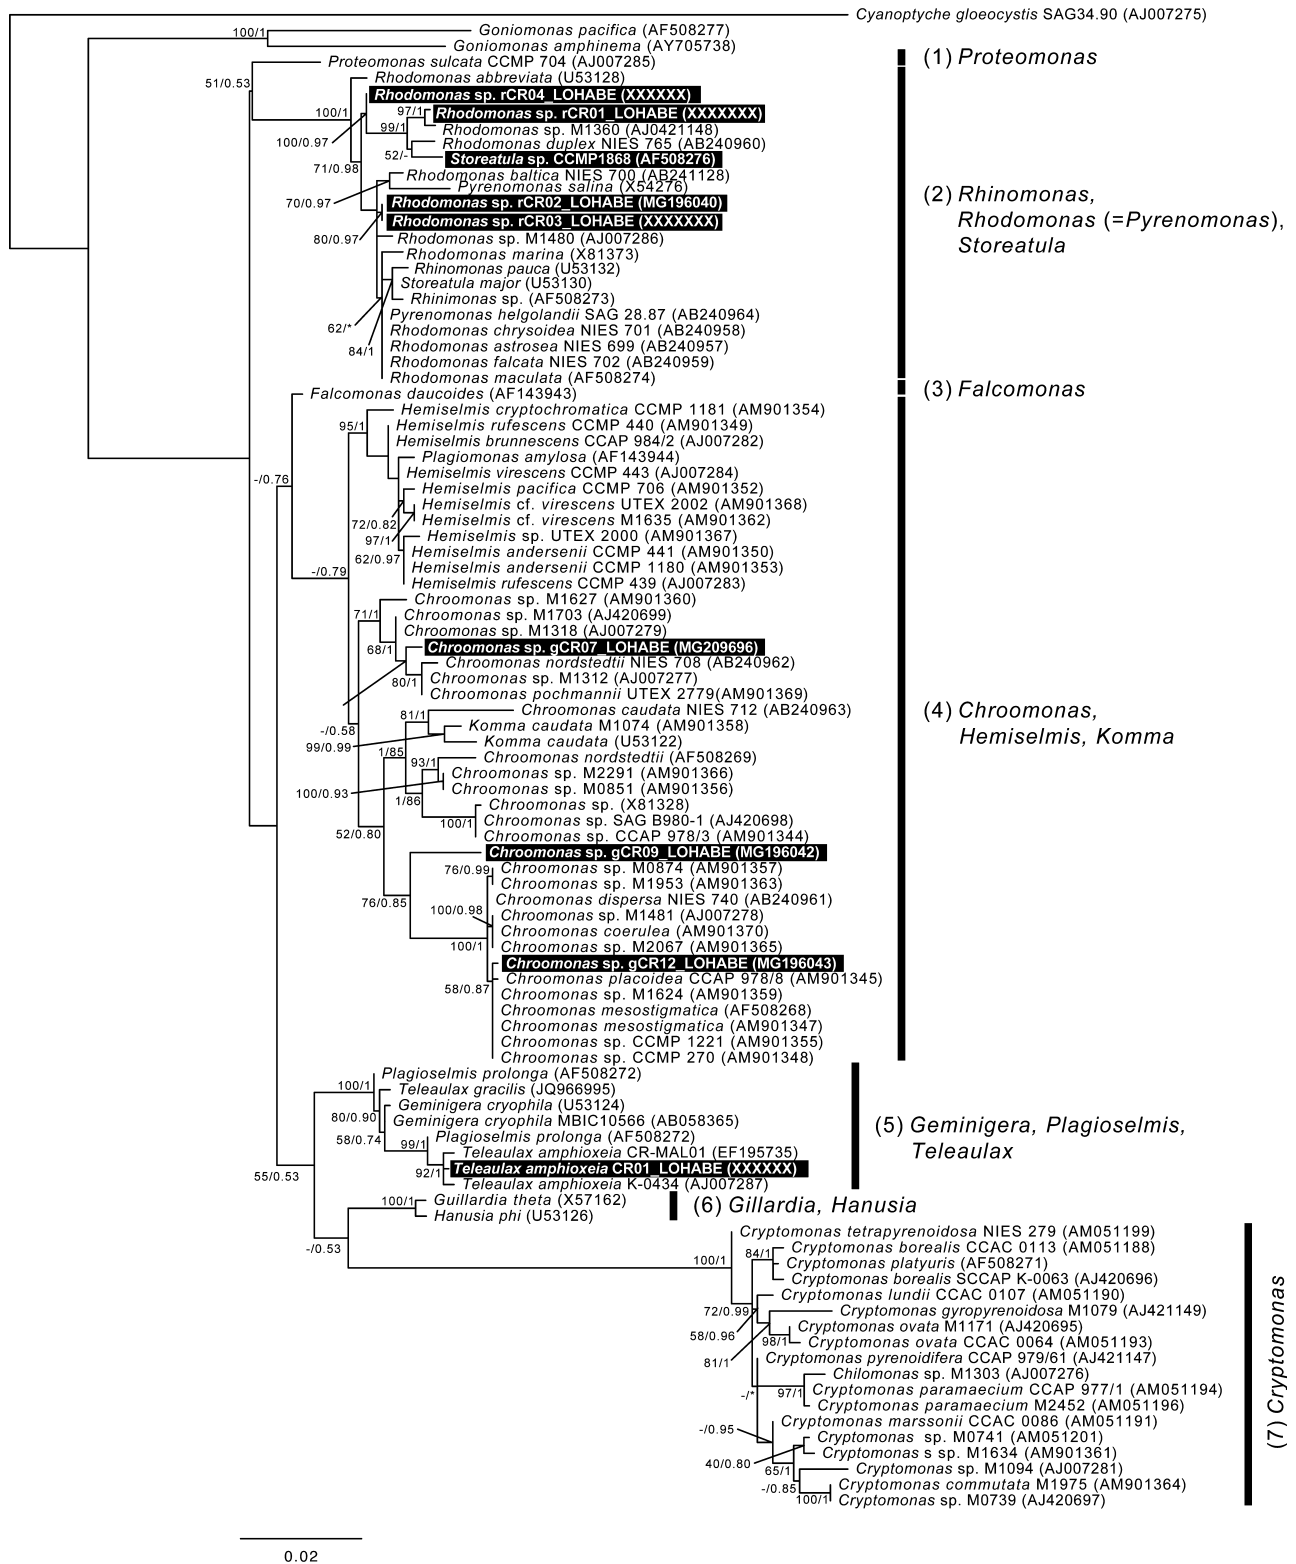 Cyanoptyche gloeocystis SAG34.90 (AJ007275)
100/1
Goniomonas pacifica (AF508277)
Goniomonas amphinema (AY705738)
Proteomonas sulcata CCMP 704 (AJ007285)
(1) Proteomonas
51/0.53
Rhodomonas abbreviata (U53128)
Rhodomonas sp. rCR04_LOHABE (XXXXXX)
100/1
97/1
Rhodomonas sp. rCR01_LOHABE (XXXXXXX)
99/1
Rhodomonas sp. M1360 (AJ0421148)
100/0.97
Rhodomonas duplex NIES 765 (AB240960)
52/-
Storeatula sp. CCMP1868 (AF508276)
71/0.98
Rhodomonas baltica NIES 700 (AB241128)
Pyrenomonas salina (X54276)
70/0.97
Rhodomonas sp. rCR02_LOHABE (MG196040)
Rhodomonas sp. rCR03_LOHABE (XXXXXXX)
80/0.97
Rhodomonas sp. M1480 (AJ007286)
(2) Rhinomonas,
Rhodomonas (=Pyrenomonas),
Storeatula
Rhodomonas marina (X81373)
Rhinomonas pauca (U53132)
Storeatula major (U53130)
Rhinimonas sp. (AF508273)
Pyrenomonas helgolandii SAG 28.87 (AB240964)
62/*
Rhodomonas chrysoidea NIES 701 (AB240958)
Rhodomonas astrosea NIES 699 (AB240957)
84/1
Rhodomonas falcata NIES 702 (AB240959)
Rhodomonas maculata (AF508274)
Falcomonas daucoides (AF143943)
(3) Falcomonas
Hemiselmis cryptochromatica CCMP 1181 (AM901354)
95/1
Hemiselmis rufescens CCMP 440 (AM901349)
Hemiselmis brunnescens CCAP 984/2 (AJ007282)
Plagiomonas amylosa (AF143944)
Hemiselmis virescens CCMP 443 (AJ007284)
-/0.76
Hemiselmis pacifica CCMP 706 (AM901352)
Hemiselmis cf. virescens UTEX 2002 (AM901368)
72/0.82
Hemiselmis cf. virescens M1635 (AM901362)
97/1
Hemiselmis sp. UTEX 2000 (AM901367)
62/0.97
Hemiselmis andersenii CCMP 441 (AM901350)
-/0.79
Hemiselmis andersenii CCMP 1180 (AM901353)
Hemiselmis rufescens CCMP 439 (AJ007283)
Chroomonas sp. M1627 (AM901360)
71/1
Chroomonas sp. M1703 (AJ420699)
Chroomonas sp. M1318 (AJ007279)
68/1
Chroomonas sp. gCR07_LOHABE (MG209696)
Chroomonas nordstedtii NIES 708 (AB240962)
80/1
Chroomonas sp. M1312 (AJ007277)
Chroomonas pochmannii UTEX 2779(AM901369)
-/0.58
81/1
Chroomonas caudata NIES 712 (AB240963)
(4) Chroomonas,
Hemiselmis, Komma
Komma caudata M1074 (AM901358)
99/0.99
Komma caudata (U53122)
1/85
93/1
Chroomonas nordstedtii (AF508269)
Chroomonas sp. M2291 (AM901366)
100/0.93
Chroomonas sp. M0851 (AM901356)
1/86
Chroomonas sp. (X81328)
100/1
Chroomonas sp. SAG B980-1 (AJ420698)
52/0.80
Chroomonas sp. CCAP 978/3 (AM901344)
Chroomonas sp. gCR09_LOHABE (MG196042)
76/0.99
Chroomonas sp. M0874 (AM901357)
Chroomonas sp. M1953 (AM901363)
76/0.85
Chroomonas dispersa NIES 740 (AB240961)
100/0.98
Chroomonas sp. M1481 (AJ007278)
Chroomonas coerulea (AM901370)
100/1
Chroomonas sp. M2067 (AM901365)
Chroomonas sp. gCR12_LOHABE (MG196043)
58/0.87
Chroomonas placoidea CCAP 978/8 (AM901345)
Chroomonas sp. M1624 (AM901359)
Chroomonas mesostigmatica (AF508268)
Chroomonas mesostigmatica (AM901347)
Chroomonas sp. CCMP 1221 (AM901355)
Chroomonas sp. CCMP 270 (AM901348)
Plagioselmis prolonga (AF508272)
100/1
Teleaulax gracilis (JQ966995)
80/0.90
Geminigera cryophila (U53124)
Geminigera cryophila MBIC10566 (AB058365)
58/0.74
Plagioselmis prolonga (AF508272)
99/1
Teleaulax amphioxeia CR-MAL01 (EF195735)
92/1
Teleaulax amphioxeia CR01_LOHABE (XXXXXX)
Teleaulax amphioxeia K-0434 (AJ007287)
(5) Geminigera, Plagioselmis,
Teleaulax
55/0.53
100/1
Guillardia theta (X57162)
Hanusia phi (U53126)
(6) Gillardia, Hanusia
-/0.53
Cryptomonas tetrapyrenoidosa NIES 279 (AM051199)
100/1
84/1
Cryptomonas borealis CCAC 0113 (AM051188)
Cryptomonas platyuris (AF508271)
Cryptomonas borealis SCCAP K-0063 (AJ420696)
Cryptomonas lundii CCAC 0107 (AM051190)
72/0.99
Cryptomonas gyropyrenoidosa M1079 (AJ421149)
58/0.96
Cryptomonas ovata M1171 (AJ420695)
98/1
Cryptomonas ovata CCAC 0064 (AM051193)
81/1
Cryptomonas pyrenoidifera CCAP 979/61 (AJ421147)
Chilomonas sp. M1303 (AJ007276)
-/*
97/1
Cryptomonas paramaecium CCAP 977/1 (AM051194)
Cryptomonas paramaecium M2452 (AM051196)
Cryptomonas marssonii CCAC 0086 (AM051191)
-/0.95
Cryptomonas sp. M0741 (AM051201)
40/0.80
Cryptomonas s sp. M1634 (AM901361)
65/1
Cryptomonas sp. M1094 (AJ007281)
-/0.85
Cryptomonas commutata M1975 (AM901364)
100/1
Cryptomonas sp. M0739 (AJ420697)
(7) Cryptomonas
0.02